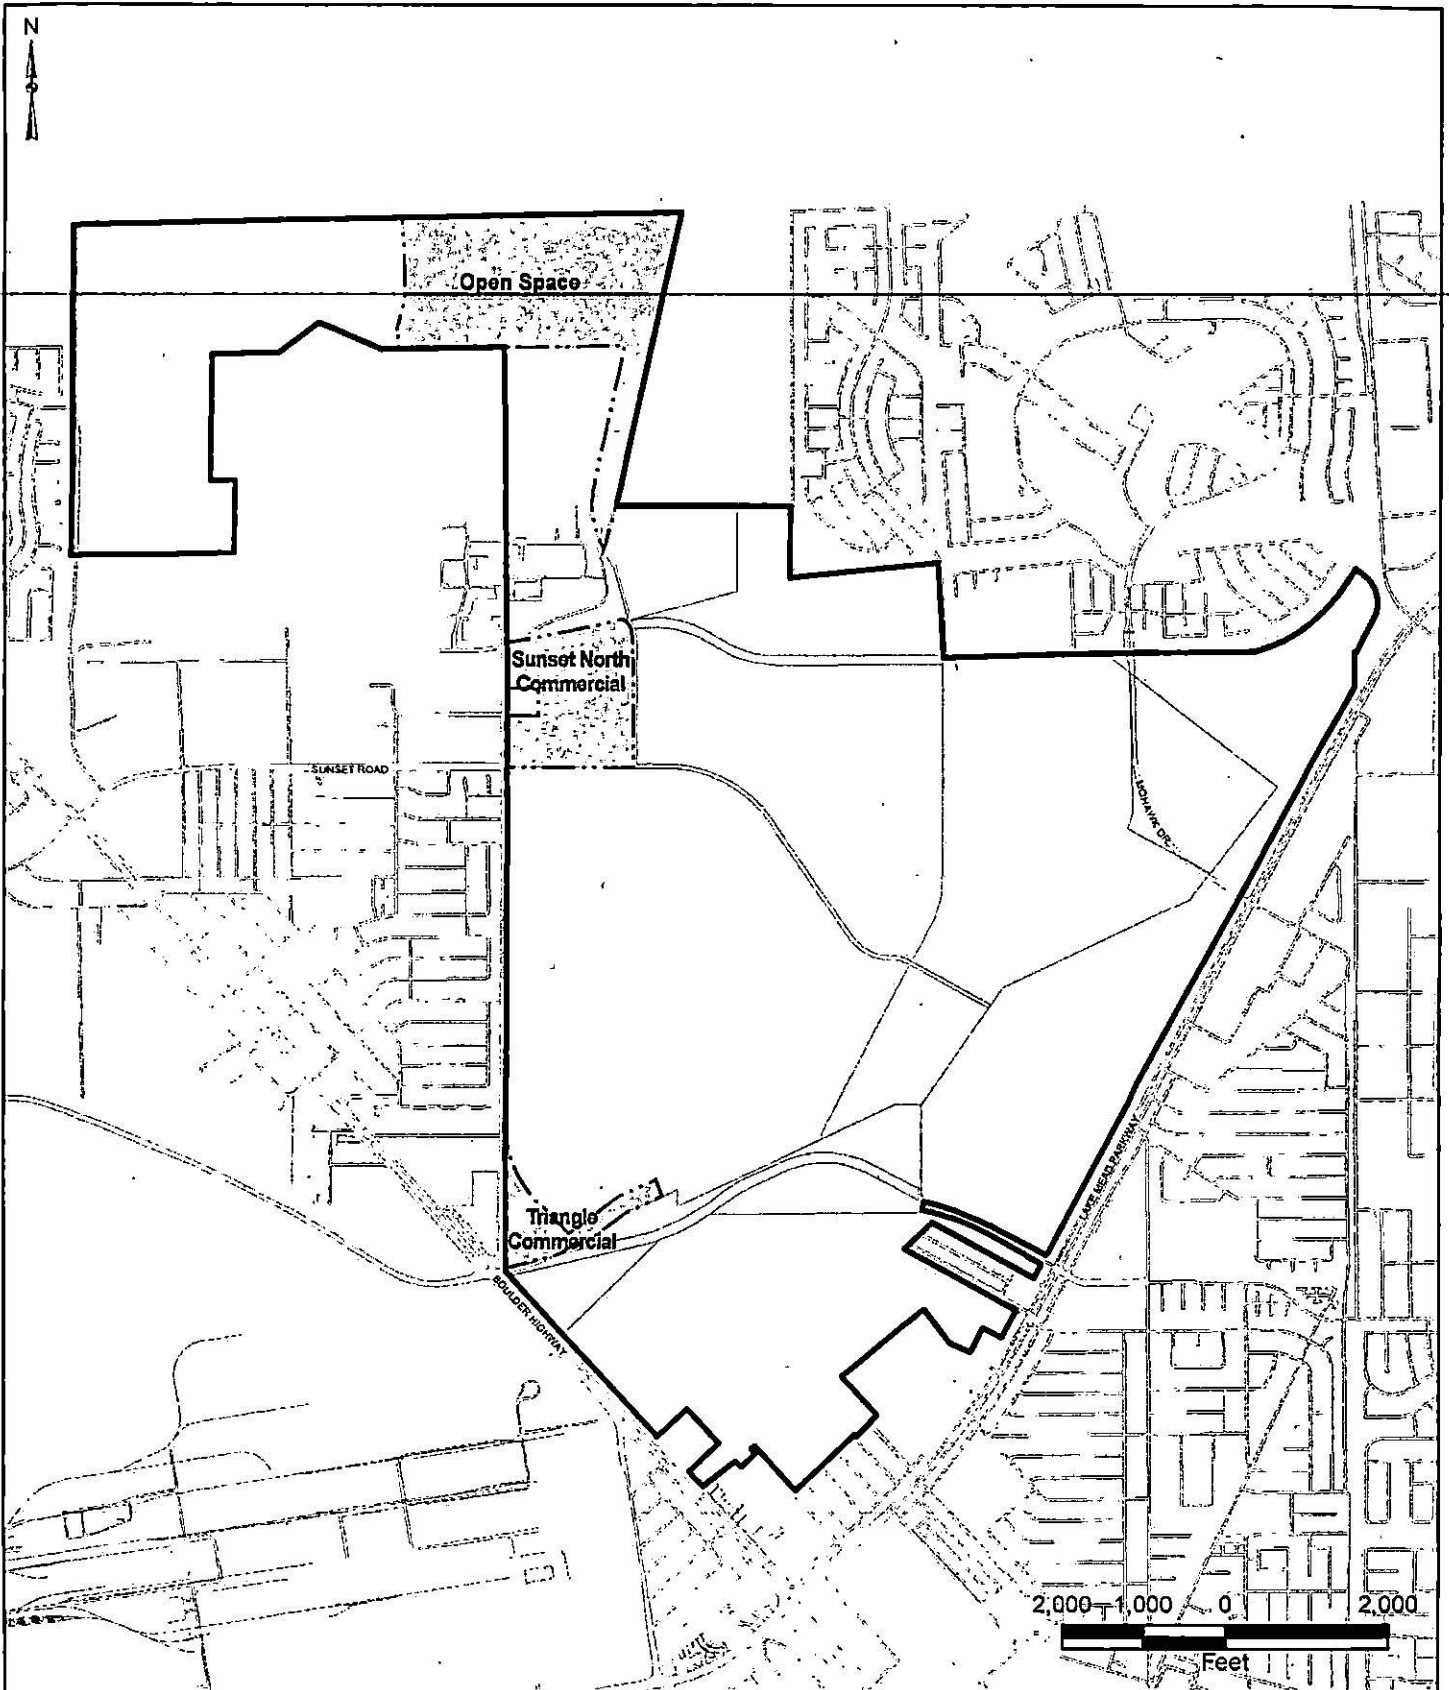 N
Open Space
Sunset North
Commercial
SUNSET ROAD
MOHAWK DR
LAKE MEAD PARKWAY
Triangle
Commercial
BOULDER HIGHWAY
2,000 1,000 0 2,000
Feet